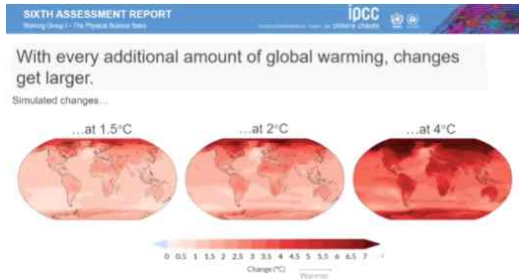 SIXTH ASSESSMENT REPORT
Working Group I – The Physical Science Basis
ipcc
climate change
With every additional amount of global warming, changes
get larger.
Simulated changes...
...at 1.5°C
...at 2°C
...at 4°C
0 0.5 1 1.5 2 2.5 3 3.5 4 4.5 5 5.5 6 6.5 7
Change (°C)
Warmer